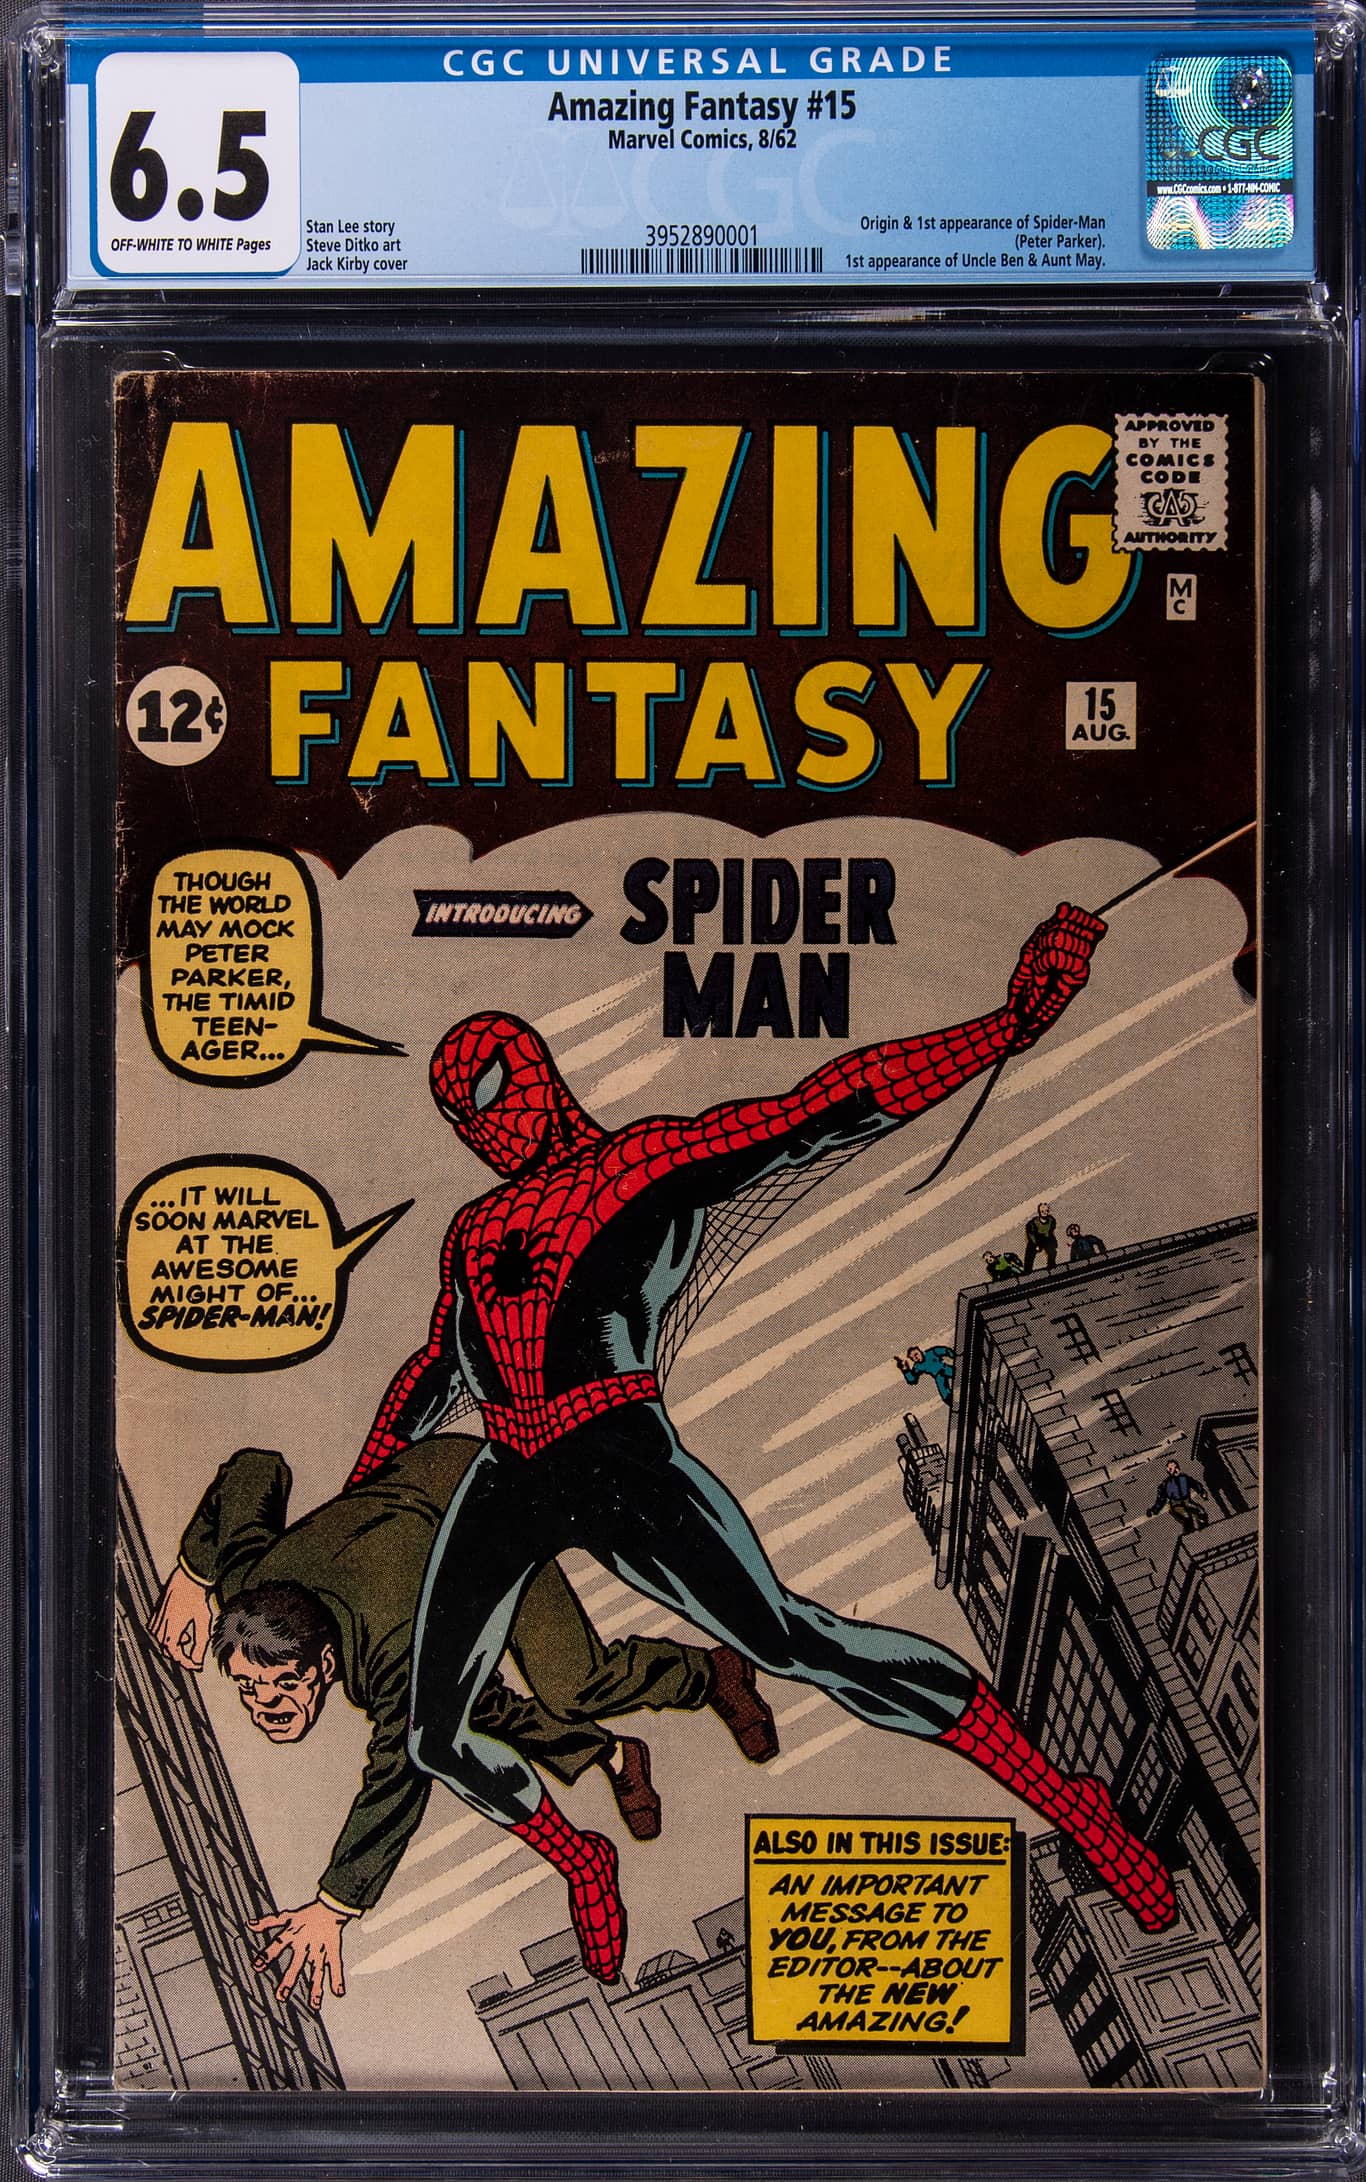 CGC UNIVERSAL GRADE
6.5
OFF-WHITE TO WHITE Pages
Amazing Fantasy #15
Marvel Comics, 8/62
Stan Lee story
Steve Ditko art
Jack Kirby cover
3952890001
Origin & 1st appearance of Spider-Man
(Peter Parker).
1st appearance of Uncle Ben & Aunt May.
CGC
www.CGCcomics.com • 1-877-NM-COMIC
CGC
AMAZING
FANTASY
APPROVED
BY THE
COMICS
CODE
AUTHORITY
M
C
12¢
15
AUG.
THOUGH
THE WORLD
MAY MOCK
PETER
PARKER,
THE TIMID
TEEN-
AGER...
INTRODUCING
SPIDER
MAN
...IT WILL
SOON MARVEL
AT THE
AWESOME
MIGHT OF...
SPIDER-MAN!
ALSO IN THIS ISSUE:
AN IMPORTANT
MESSAGE TO
YOU, FROM THE
EDITOR--ABOUT
THE NEW
AMAZING!